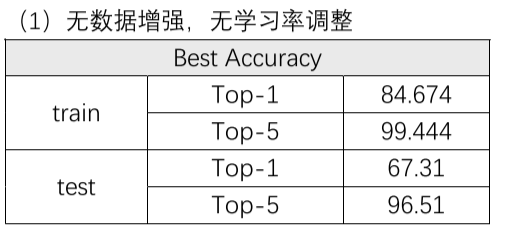 （1）无数据增强，无学习率调整
Best Accuracy
train Top-1 84.674
Top-5 99.444
test Top-1 67.31
Top-5 96.51